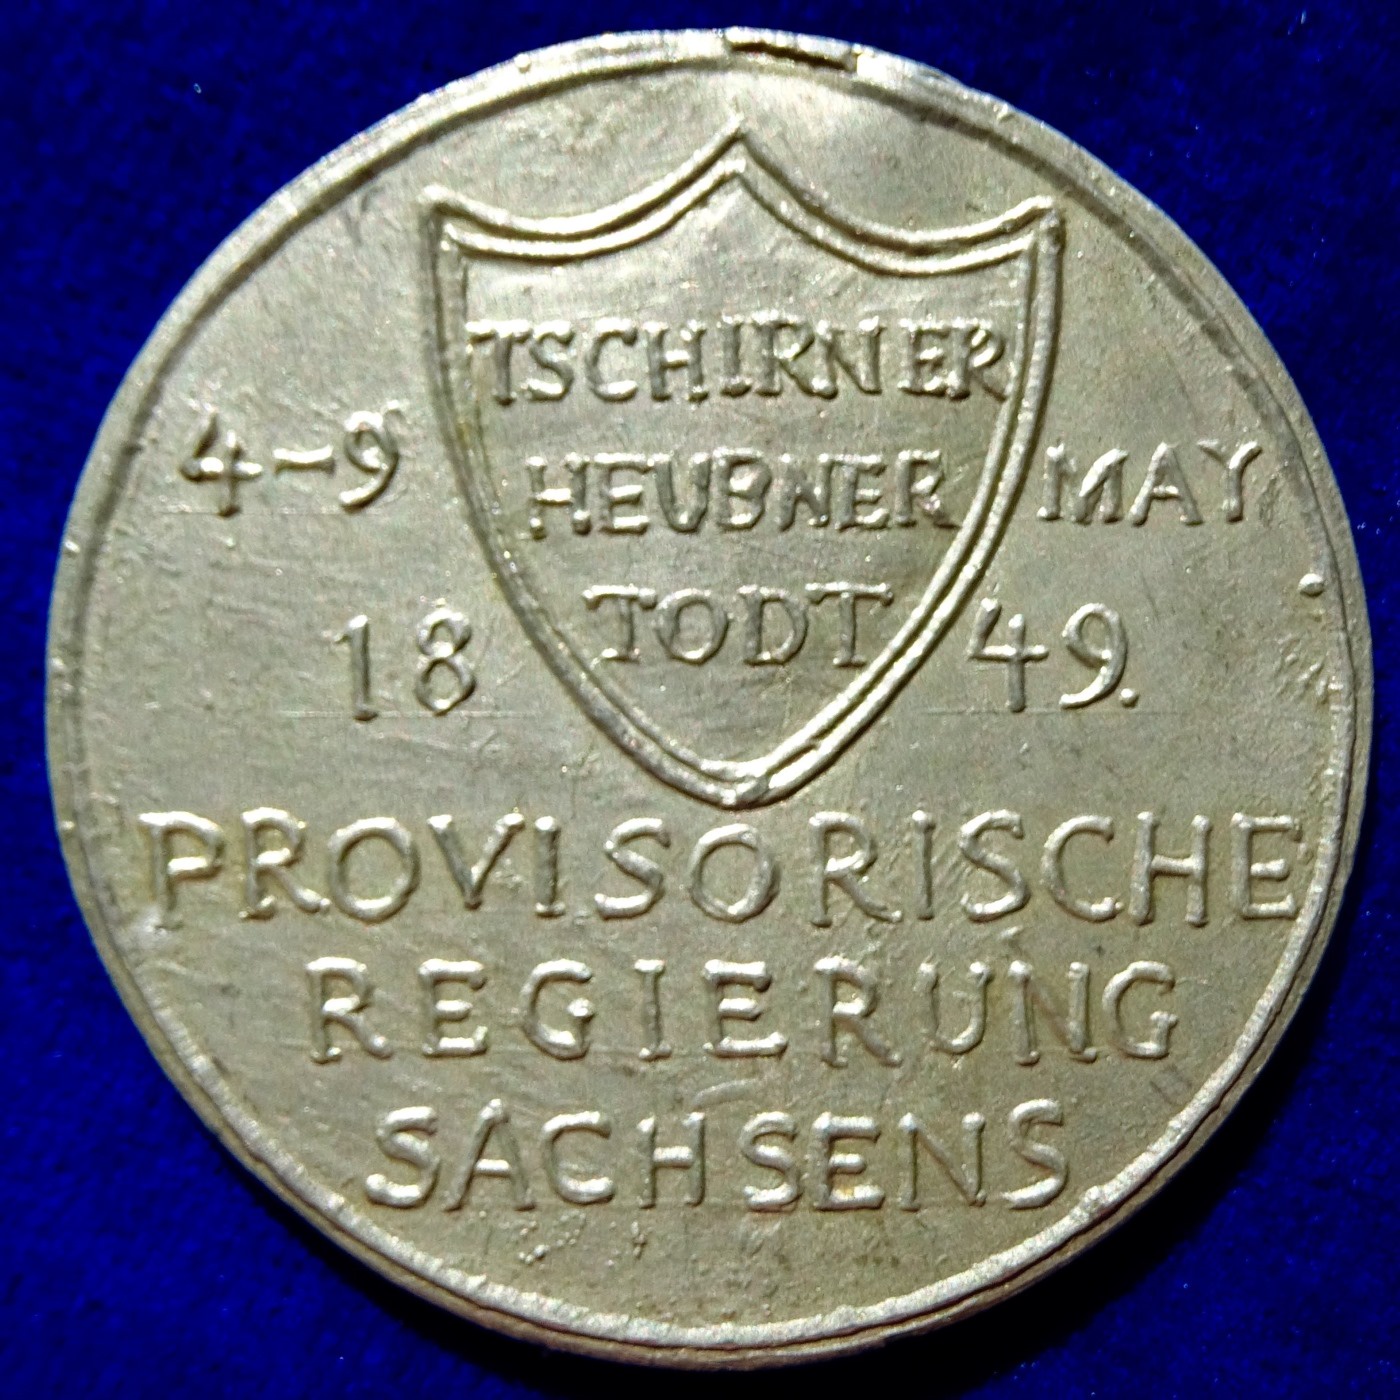 TSCHIRNER
4-9 HEUBNER MAY
18 TODT 49.
PROVISORISCHE
REGIERUNG
SACHSENS